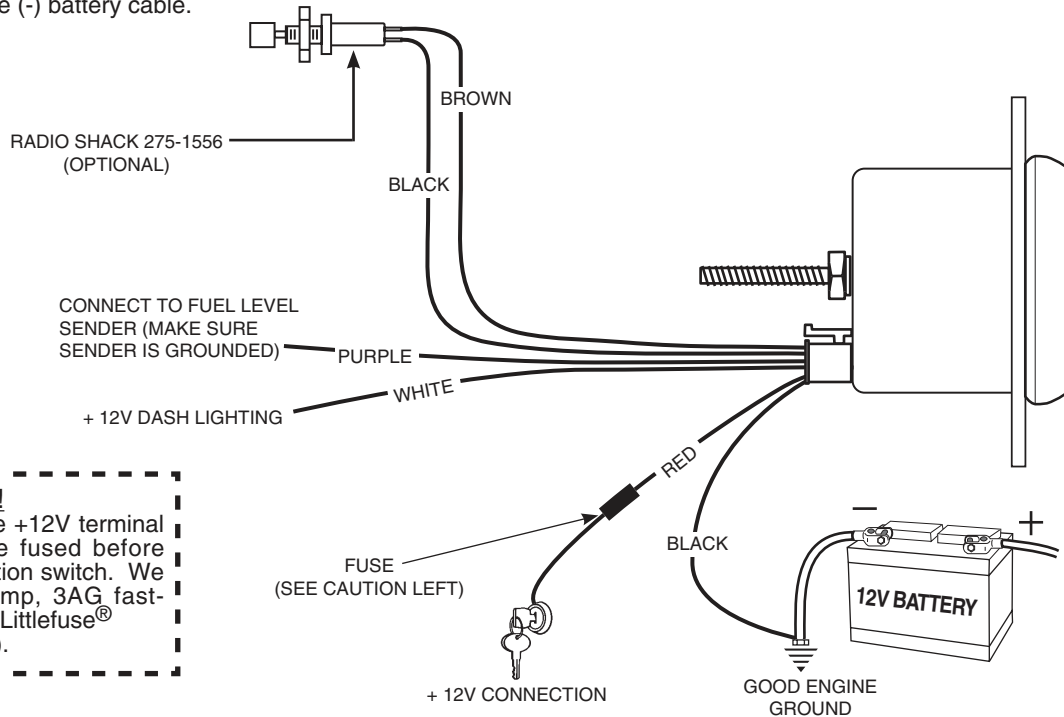 e (-) battery cable.
RADIO SHACK 275-1556
(OPTIONAL)
BROWN
BLACK
CONNECT TO FUEL LEVEL
SENDER (MAKE SURE
SENDER IS GROUNDED)
PURPLE
WHITE
+ 12V DASH LIGHTING
RED
!
e +12V terminal
e fused before
tion switch. We
mp, 3AG fast-
Littlefuse®
).
FUSE
(SEE CAUTION LEFT)
BLACK
− +
12V BATTERY
+ 12V CONNECTION
GOOD ENGINE
GROUND